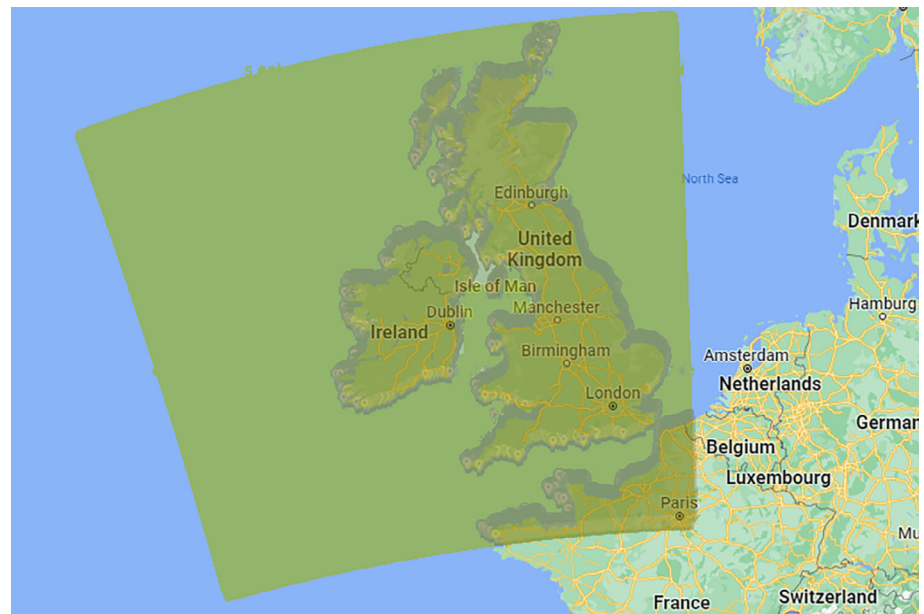 North Sea
Edinburgh
United
Kingdom
Denmark
Isle of Man
Dublin
Manchester
Hamburg
Ireland
Birmingham
Amsterdam
Netherlands
London
German
Belgium
Luxembourg
Paris
Mu
France
Switzerland